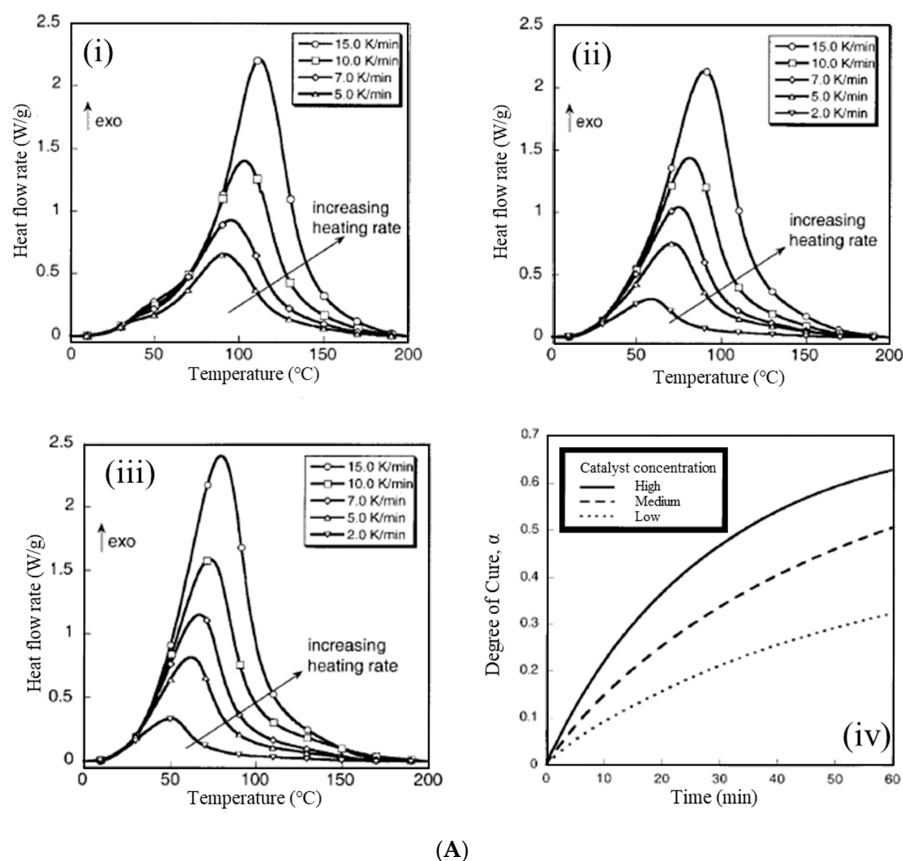 (i)
2.5
2
1.5
1
0.5
0
Heat flow rate (W/g)
exo
15.0 K/min
10.0 K/min
7.0 K/min
5.0 K/min
increasing
heating rate
0 50 100 150 200
Temperature (°C)
(ii)
2.5
2
1.5
1
0.5
0
Heat flow rate (W/g)
exo
15.0 K/min
10.0 K/min
7.0 K/min
5.0 K/min
2.0 K/min
increasing
heating rate
0 50 100 150 200
Temperature (°C)
(iii)
2.5
2
1.5
1
0.5
0
Heat flow rate (W/g)
exo
15.0 K/min
10.0 K/min
7.0 K/min
5.0 K/min
2.0 K/min
increasing
heating rate
0 50 100 150 200
Temperature (°C)
0.7
0.6
0.5
0.4
0.3
0.2
0.1
0
Degree of Cure, α
Catalyst concentration
High
Medium
Low
(iv)
0 10 20 30 40 50 60
Time (min)
(A)